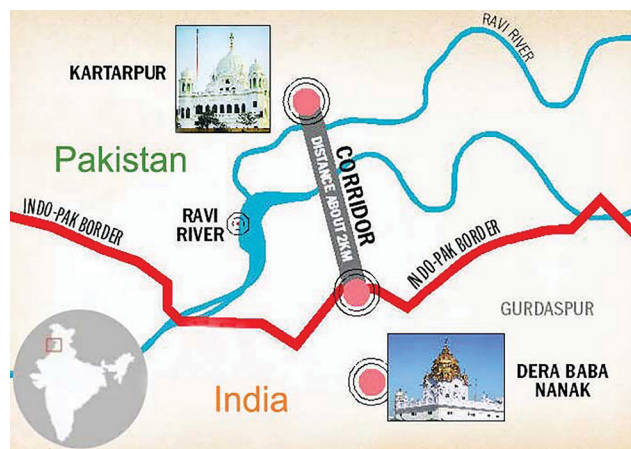 RAVI RIVER
KARTARPUR
Pakistan
CORRIDOR
DISTANCE ABOUT 2KM
INDO-PAK BORDER
RAVI
RIVER
INDO-PAK BORDER
GURDASPUR
DERA BABA
NANAK
India